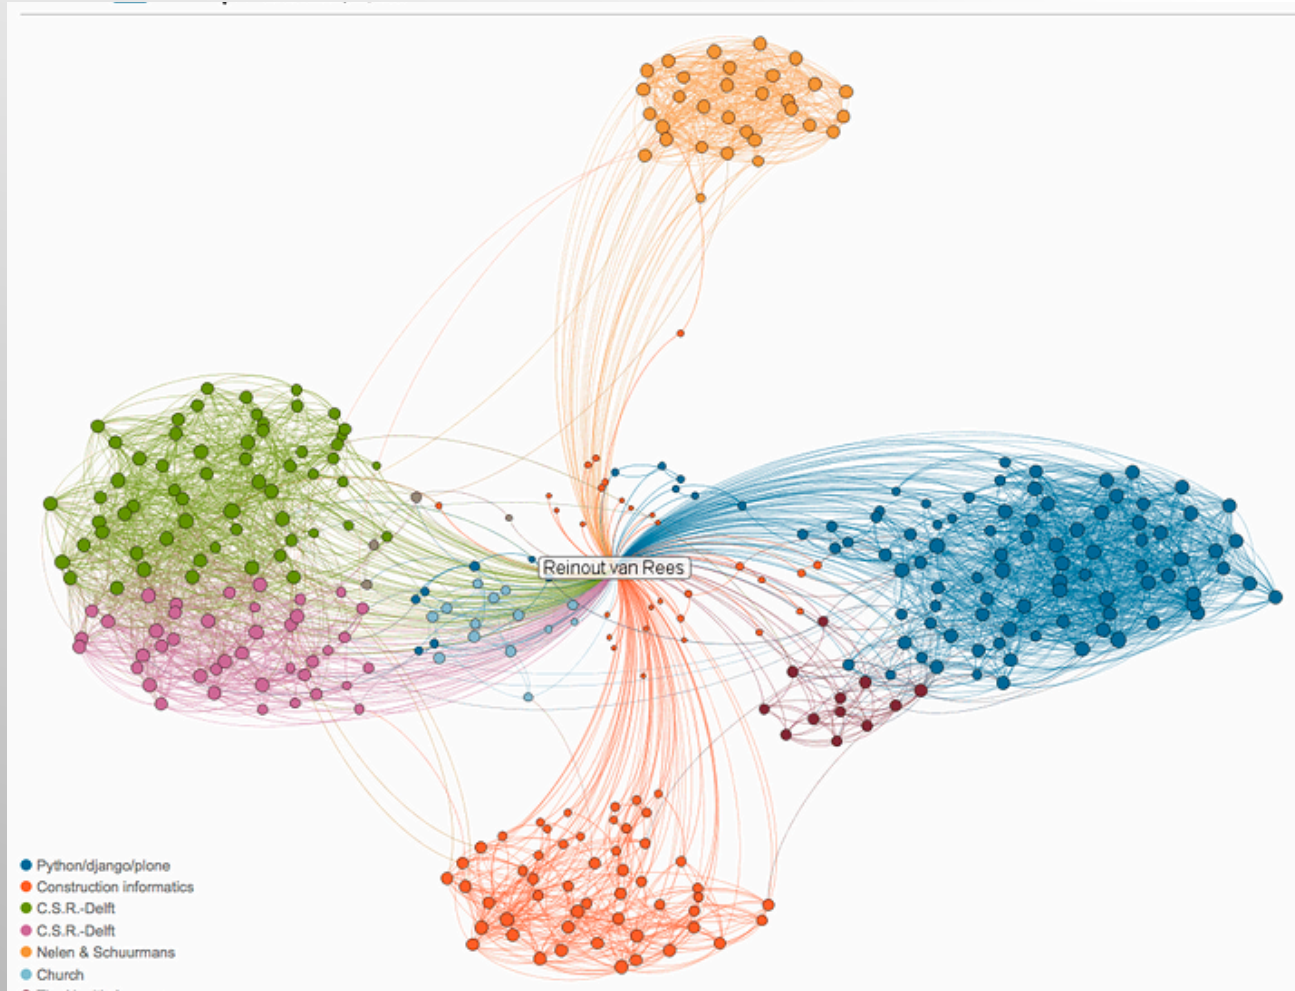 Reinout van Rees
Python/django/plone
Construction informatics
C.S.R.-Delft
C.S.R.-Delft
Nelen & Schuurmans
Church